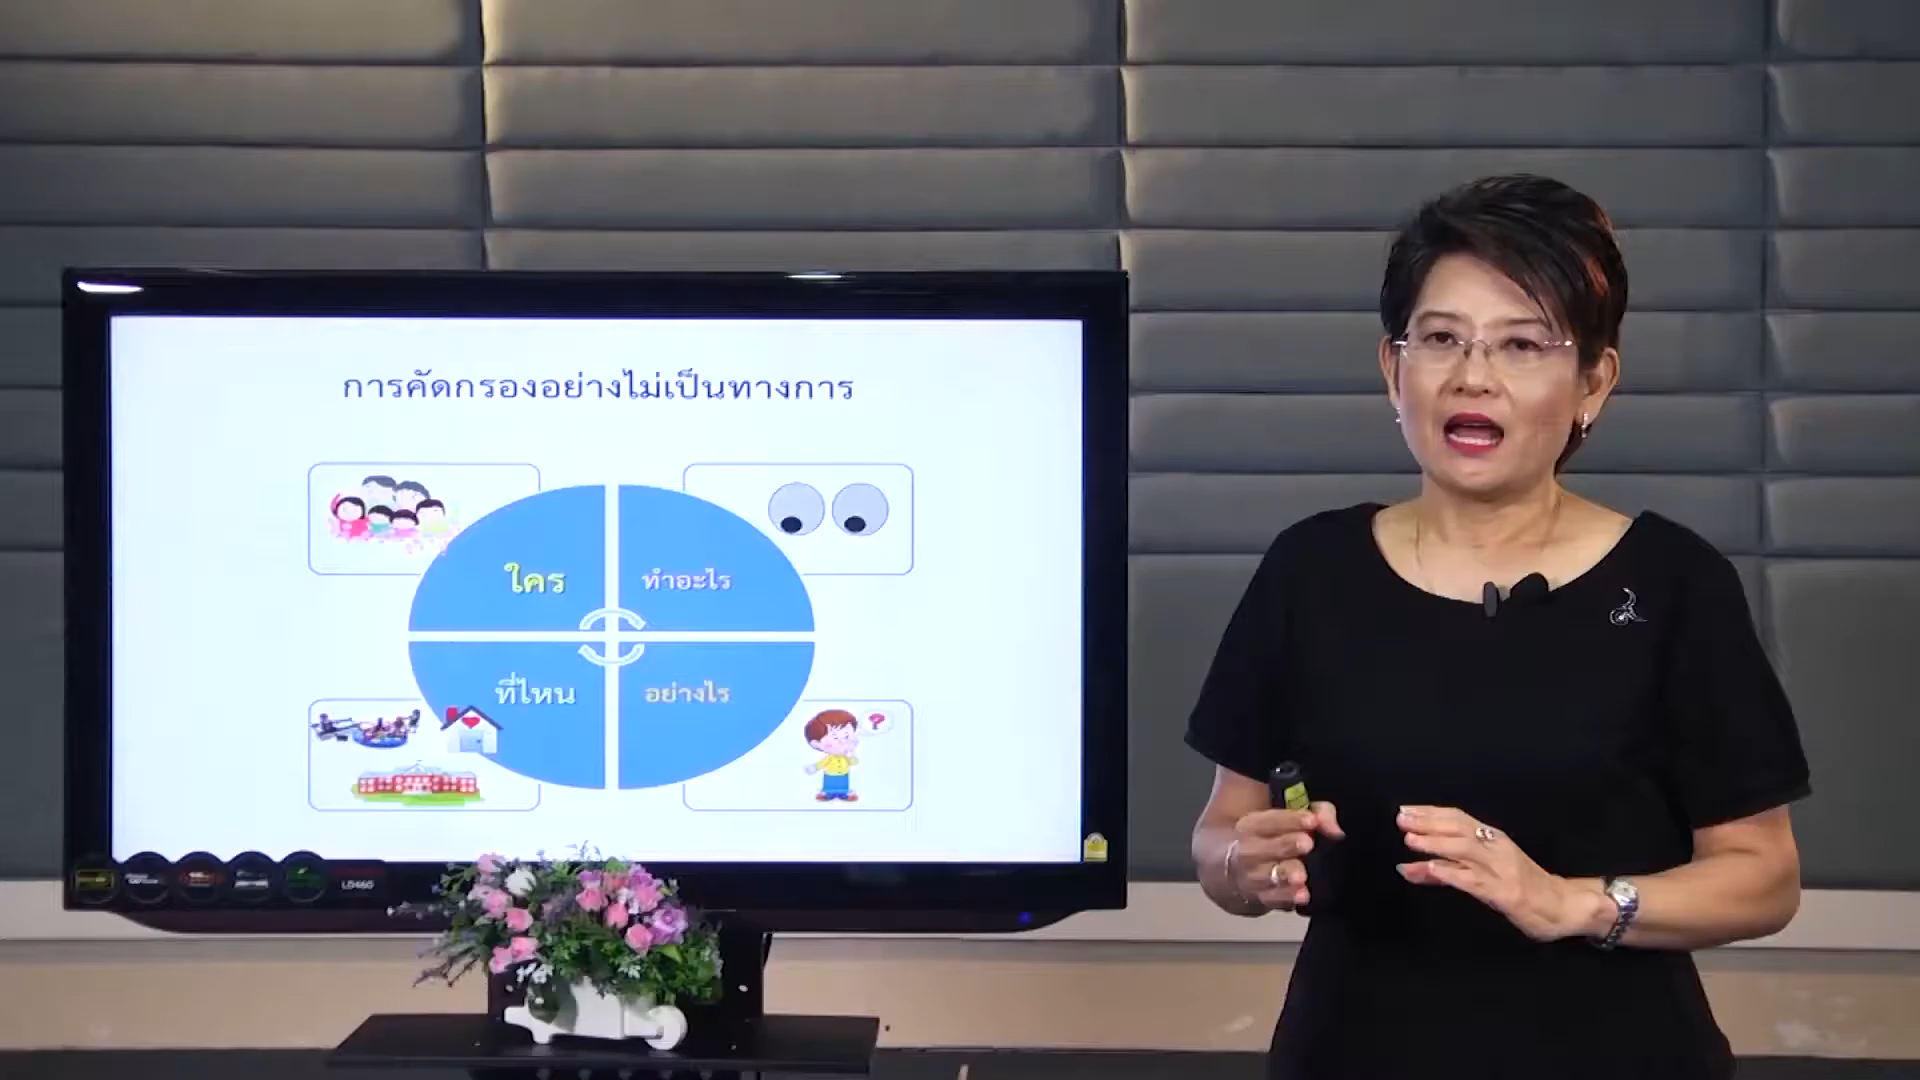 การคัดกรองอย่างไม่เป็นทางการ
ใคร
ทำอะไร
ที่ไหน
อย่างไร
?
LD460